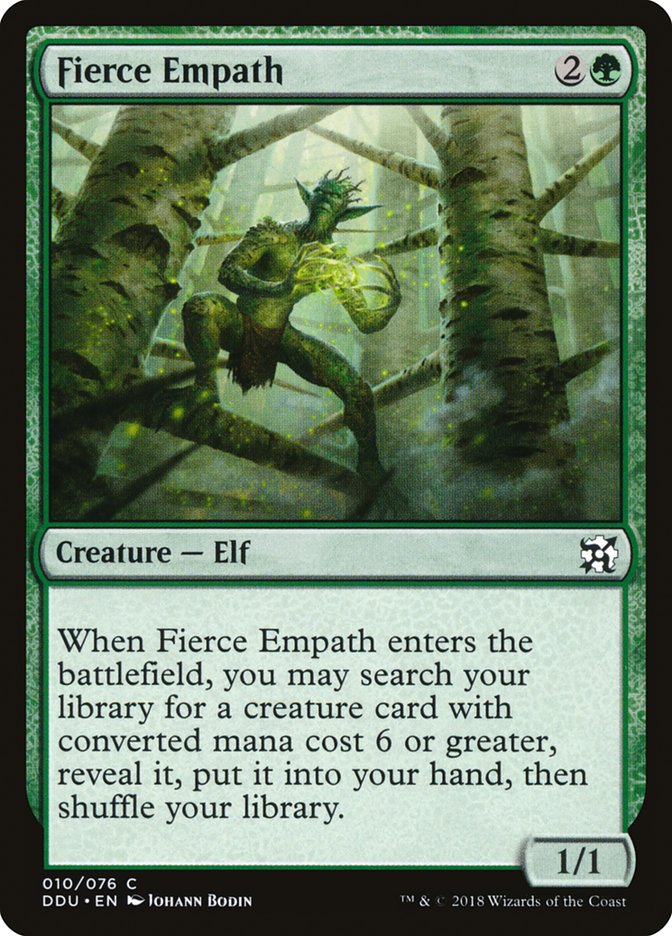 Fierce Empath 2
Creature — Elf
When Fierce Empath enters the
battlefield, you may search your
library for a creature card with
converted mana cost 6 or greater,
reveal it, put it into your hand, then
shuffle your library.
1/1
010/076 C
DDU • EN Johann Bodin
™ & © 2018 Wizards of the Coast